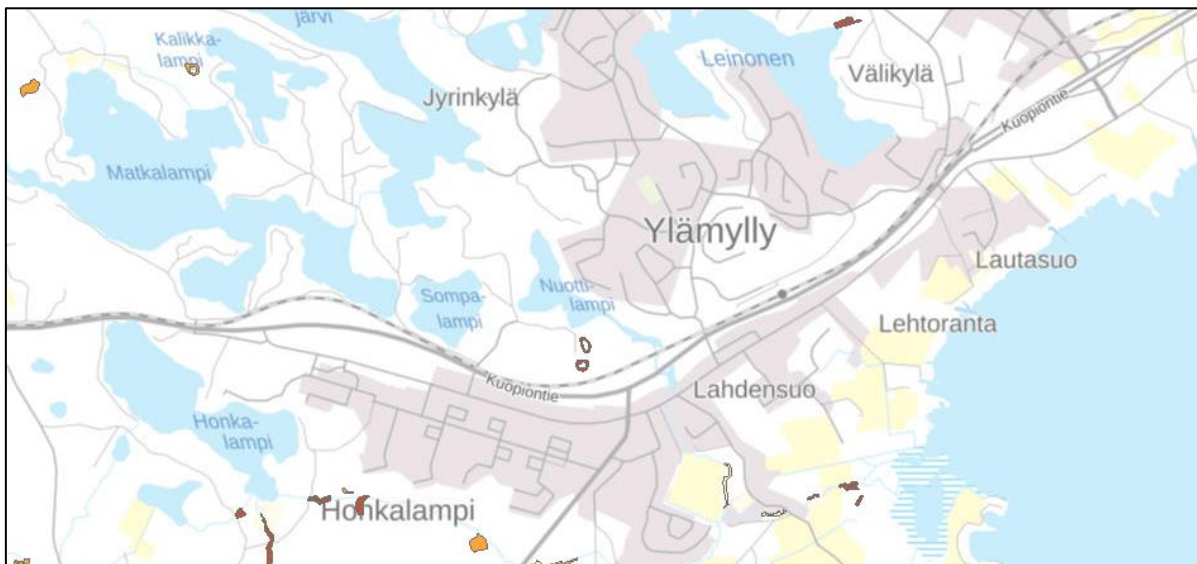 järvi
Kalikka-
lampi
Leinonen
Välikylä
Jyrinkylä
Kuopiontie
Matkalampi
Ylämylly
Lautasuo
Sompa-
lampi
Nuotti-
lampi
Lehtoranta
Kuopiontie
Lahdensuo
Honka-
lampi
Honkalampi